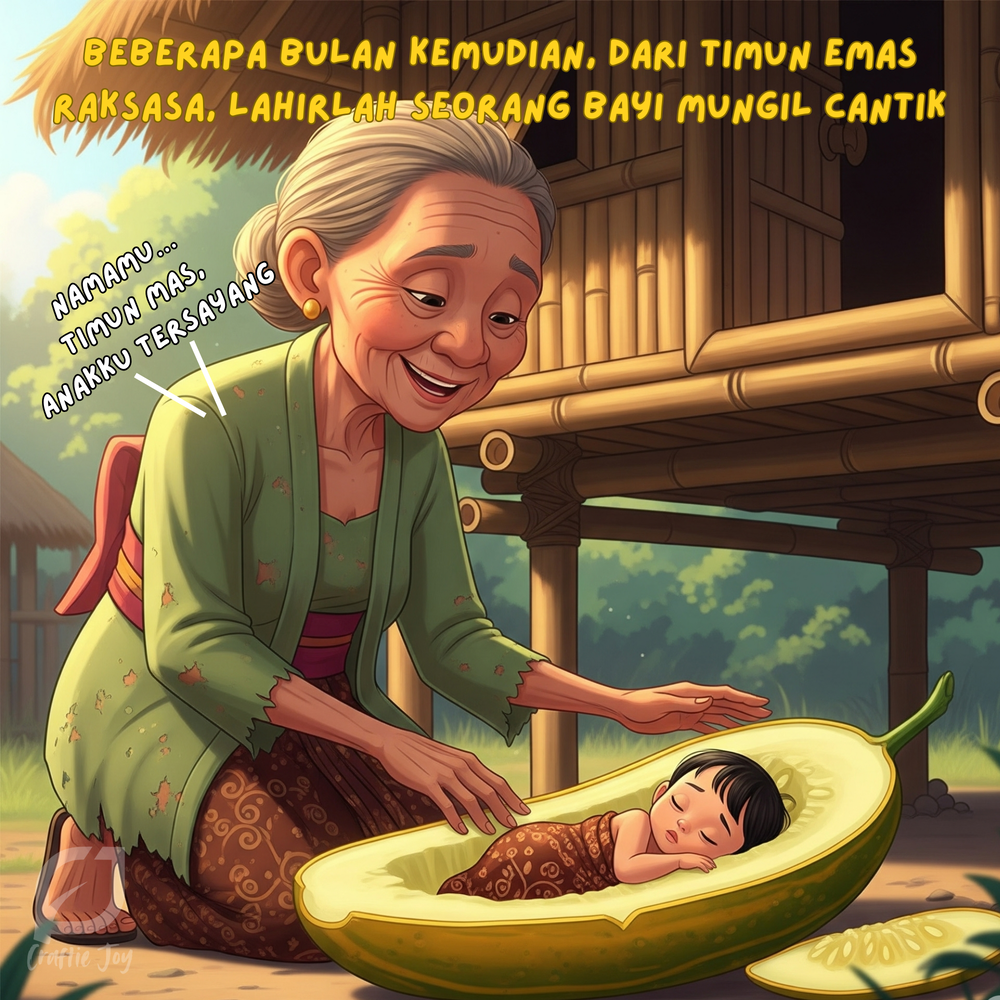 BEBERAPA BULAN KEMUDIAN, DARI TIMUN EMAS
RAKSASA, LAHIRLAH SEORANG BAYI MUNGIL CANTIK
NAMAMU...
TIMUN MAS,
ANAKKU TERSAYANG
Craftie Joy